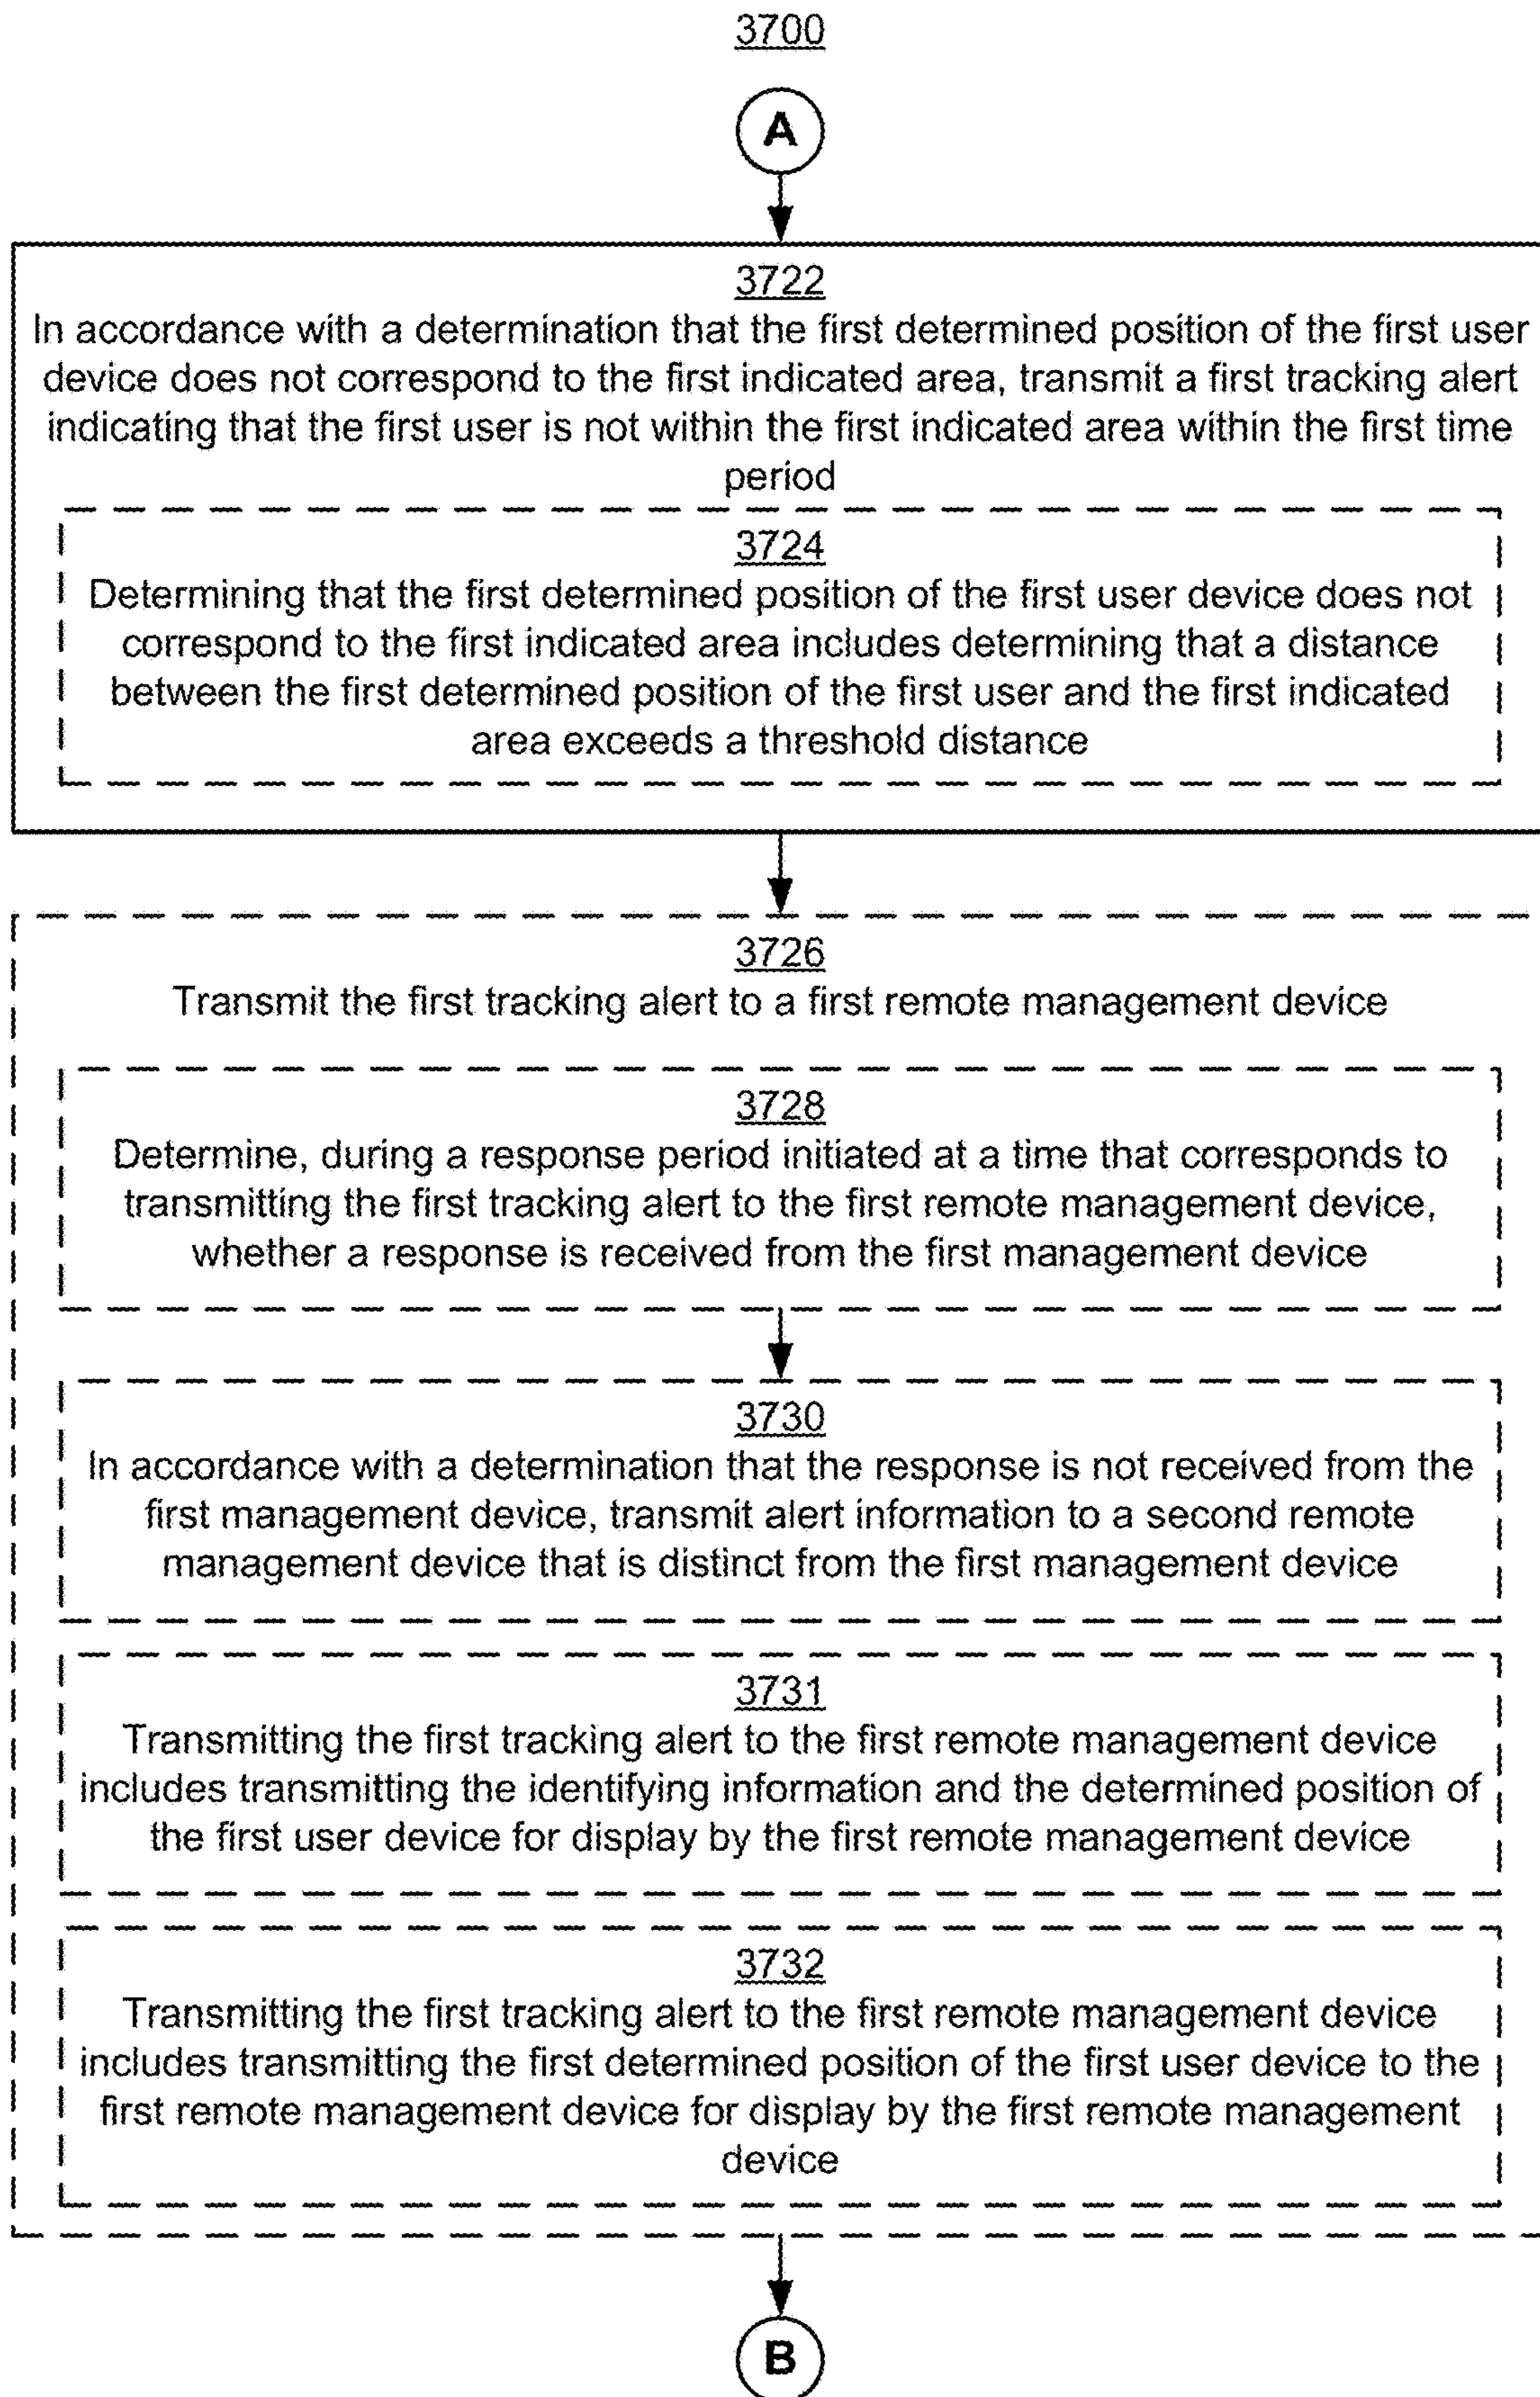 3700
A
3722
In accordance with a determination that the first determined position of the first user
device does not correspond to the first indicated area, transmit a first tracking alert
indicating that the first user is not within the first indicated area within the first time
period
3724
Determining that the first determined position of the first user device does not
correspond to the first indicated area includes determining that a distance
between the first determined position of the first user and the first indicated
area exceeds a threshold distance
3726
Transmit the first tracking alert to a first remote management device
3728
Determine, during a response period initiated at a time that corresponds to
transmitting the first tracking alert to the first remote management device,
whether a response is received from the first management device
3730
In accordance with a determination that the response is not received from the
first management device, transmit alert information to a second remote
management device that is distinct from the first management device
3731
Transmitting the first tracking alert to the first remote management device
includes transmitting the identifying information and the determined position of
the first user device for display by the first remote management device
3732
Transmitting the first tracking alert to the first remote management device
includes transmitting the first determined position of the first user device to the
first remote management device for display by the first remote management
device
B